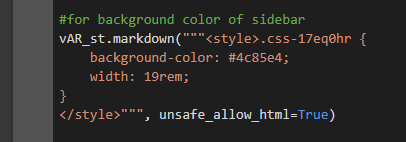 #for background color of sidebar
vAR_st.markdown("""<style>.css-17eq0hr {
    background-color: #4c85e4;
    width: 19rem;
}
</style>""", unsafe_allow_html=True)